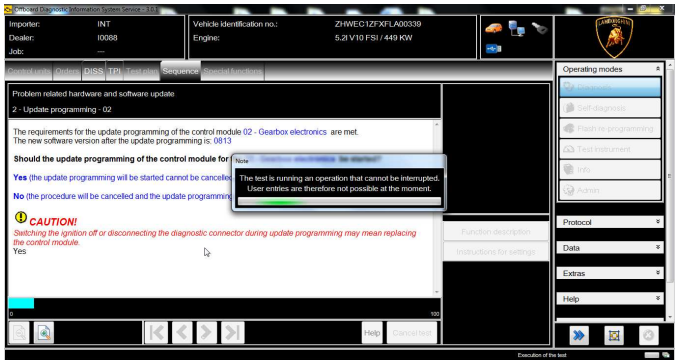 Offboard Diagnostic Information System Service - 3.0.3
Importer: INT
Dealer: I0088
Job: ---
Vehicle identification no.: ZHWEC1ZFXFLA00339
Engine: 5.2l V10 FSI / 449 KW
LAMBORGHINI
Control units Orders DISS TPI Test plan Sequence Special functions
Operating modes
Diagnosis
Self-diagnosis
Flash re-programming
Test instrument
Info
Admin
Protocol
Data
Extras
Help
Problem related hardware and software update
2 - Update programming - 02
The requirements for the update programming of the control module 02 - Gearbox electronics are met.
The new software version after the update programming is: 0813
Should the update programming of the control module for be started?
Yes (the update programming will be started cannot be cancelled
No (the procedure will be cancelled and the update programming
Note
The test is running an operation that cannot be interrupted.
User entries are therefore not possible at the moment.
CAUTION!
Switching the ignition off or disconnecting the diagnostic connector during update programming may mean replacing
the control module.
Yes
Function description
Instructions for settings
0 100
Help Cancel test
Execution of the test